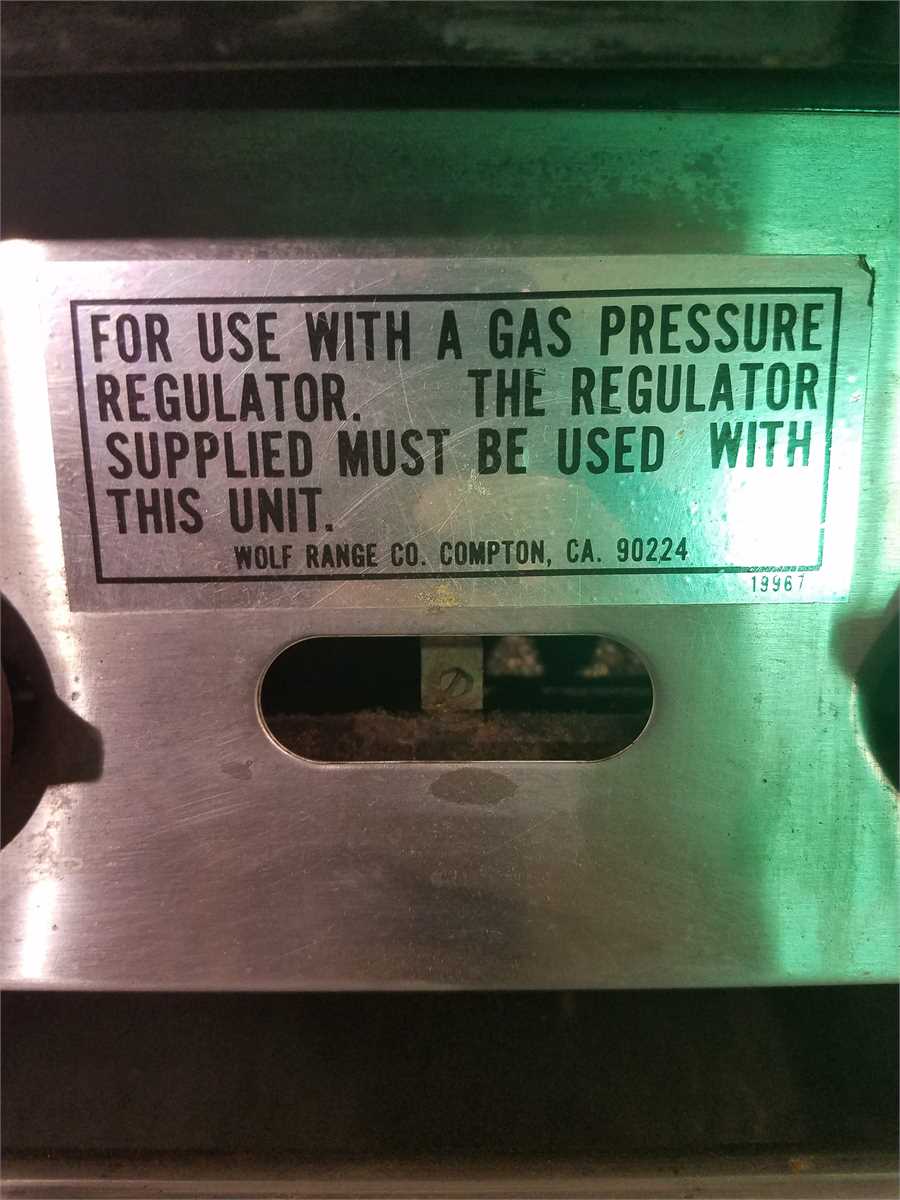 FOR USE WITH A GAS PRESSURE
REGULATOR. THE REGULATOR
SUPPLIED MUST BE USED WITH
THIS UNIT.
WOLF RANGE CO. COMPTON, CA. 90224
19967